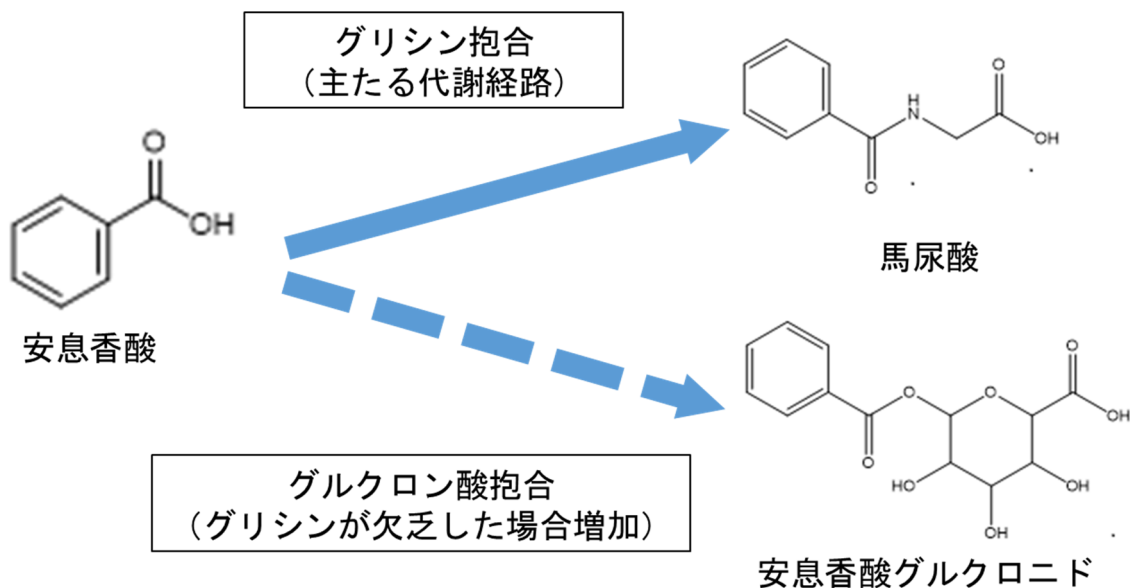 グリシン抱合
（主たる代謝経路）
O
OH
安息香酸
O
H
N
OH
O
馬尿酸
O
O
O
OH
O
HO
OH
OH
安息香酸グルクロニド
グルクロン酸抱合
（グリシンが欠乏した場合増加）